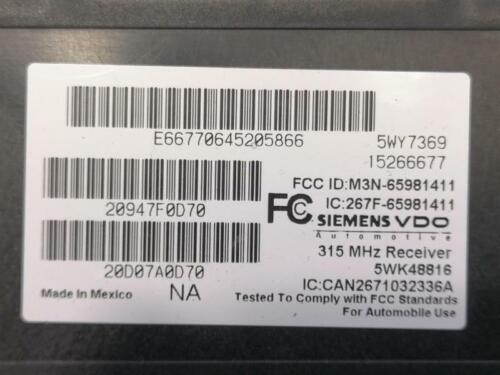 E66770645205866
5WY7369
15266677
20947F0D70
FCC ID:M3N-65981411
IC:267F-65981411
FC
SIEMENS VDO
Automotive
20D07A0D70
315 MHz Receiver
5WK48816
IC:CAN2671032336A
Made In Mexico
NA
Tested To Comply with FCC Standards
For Automobile Use